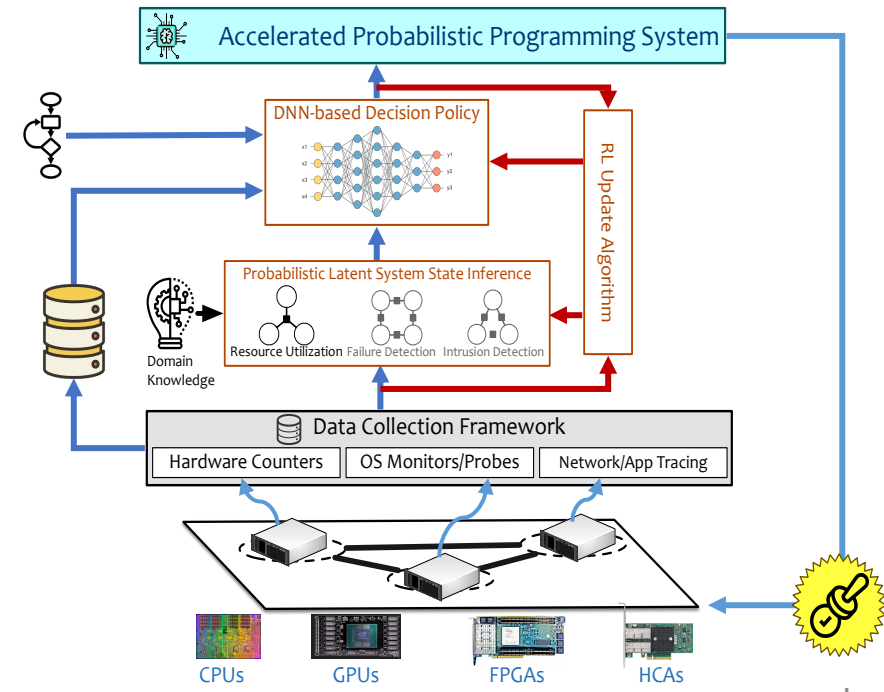 Accelerated Probabilistic Programming System
DNN-based Decision Policy
x1
x2
x3
x4
y1
y2
y3
RL Update Algorithm
Probabilistic Latent System State Inference
Resource Utilization
Failure Detection
Intrusion Detection
Domain
Knowledge
Data Collection Framework
Hardware Counters
OS Monitors/Probes
Network/App Tracing
CPUs
GPUs
FPGAs
HCAs